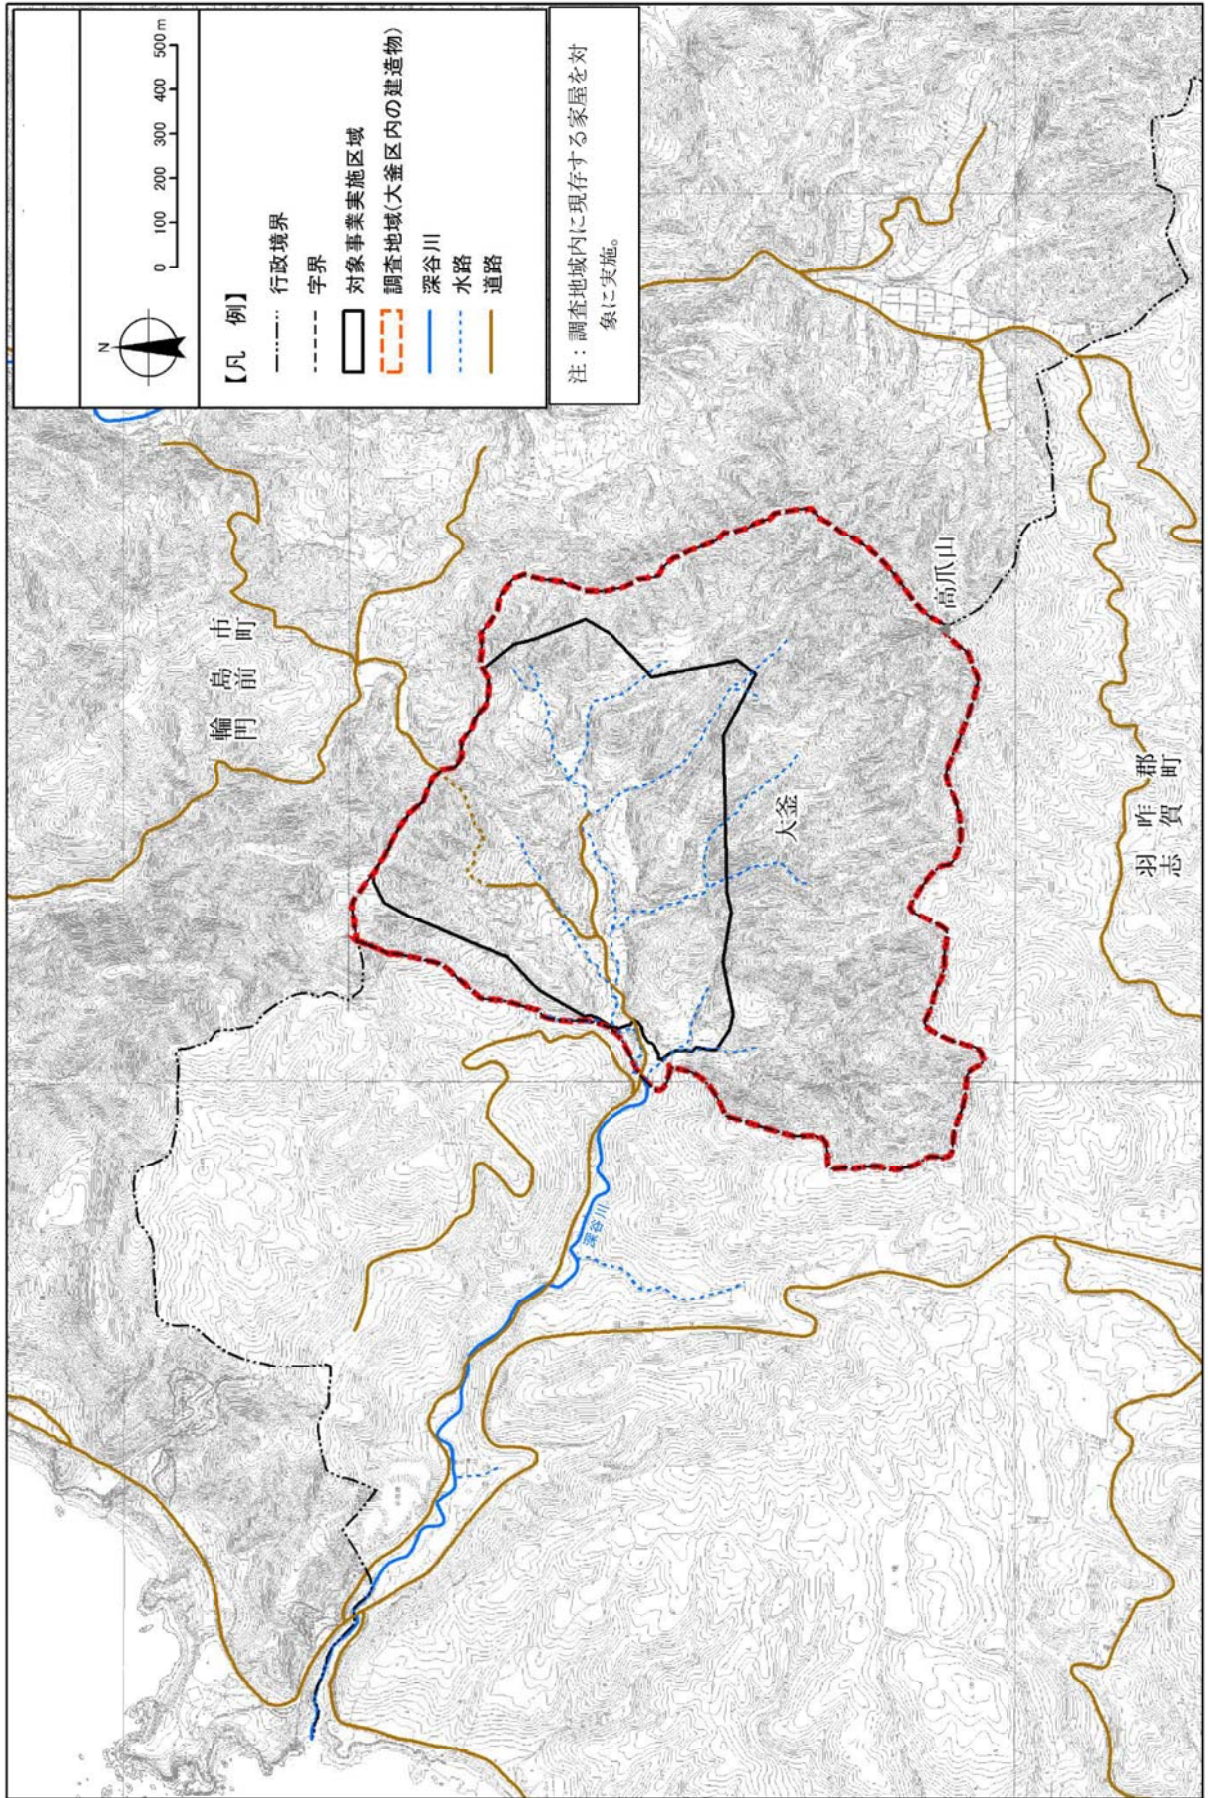 N
0 100 200 300 400 500m
【凡 例】
行政境界
字界
対象事業実施区域
調査地域(大釜区内の建造物)
深谷川
水路
道路
注：調査地域内に現存する家屋を対
象に実施。
輪島市
門前町
高爪山
大釜
羽咋郡
志賀町
深谷川